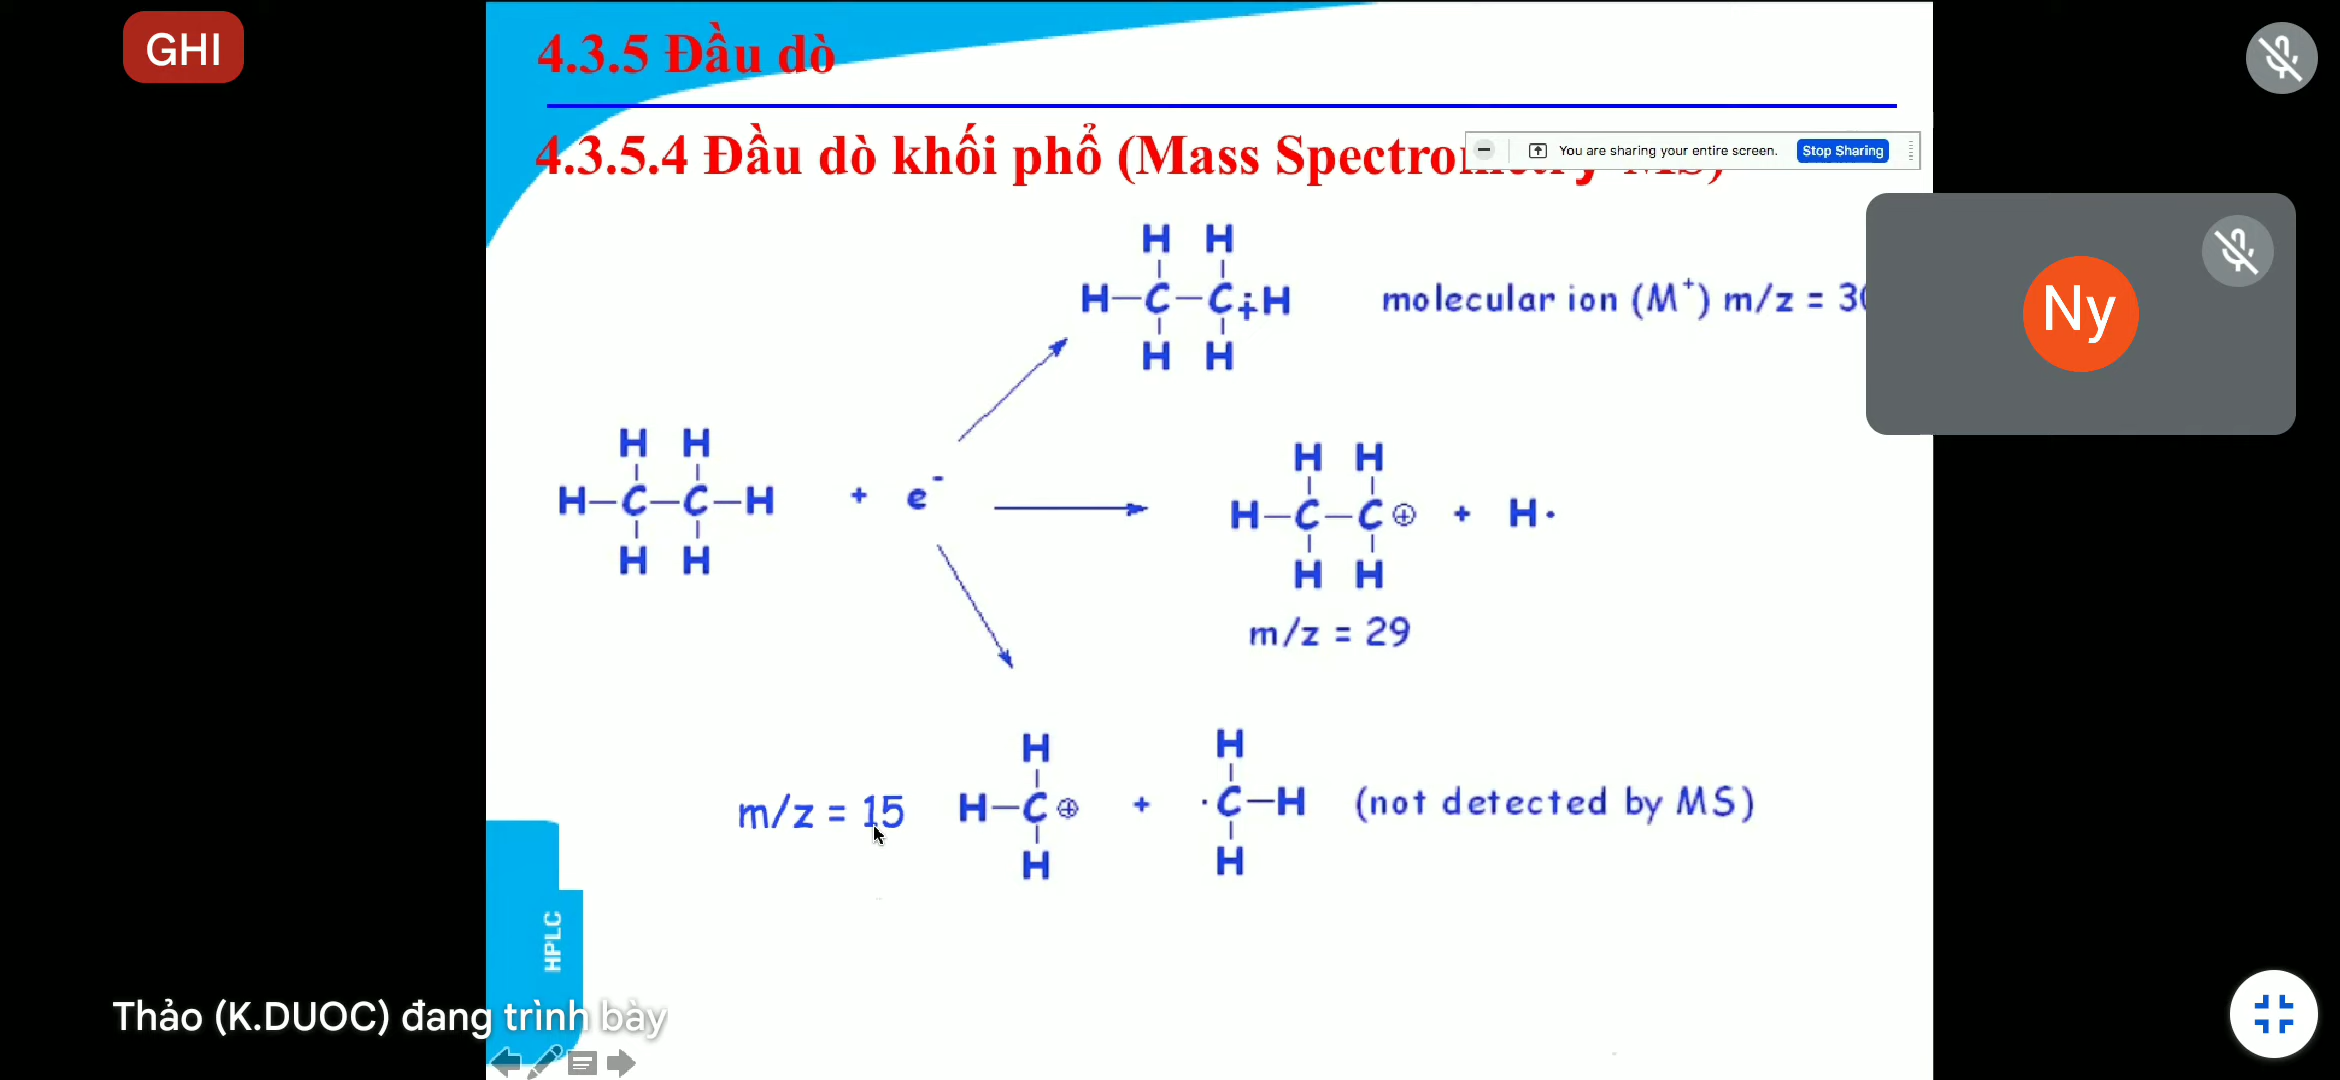 GHI
4.3.5 Đầu dò
4.3.5.4 Đầu dò khối phổ (Mass
You are sharing your entire screen.
Stop Sharing
Ny
H H
H–C–C⨥H
H H
molecular ion (M⁺) m/z =
H H
H–C–C–H
H H
+ e⁻
H H
H–C–C⊕ + H·
H H
m/z = 29
H
H–C⊕
H
m/z = 15
+
H
·C–H
H
(not detected by MS)
HPLC
Thảo (K.DUOC) đang trình bày